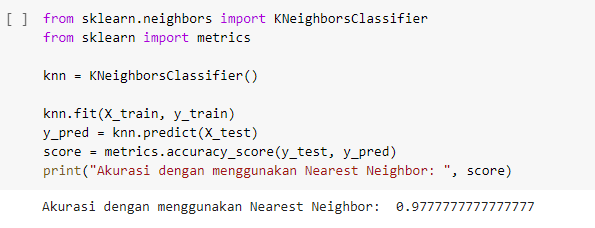 [ ] from sklearn.neighbors import KNeighborsClassifier
from sklearn import metrics
knn = KNeighborsClassifier()
knn.fit(X_train, y_train)
y_pred = knn.predict(X_test)
score = metrics.accuracy_score(y_test, y_pred)
print("Akurasi dengan menggunakan Nearest Neighbor: ", score)
Akurasi dengan menggunakan Nearest Neighbor:  0.9777777777777777